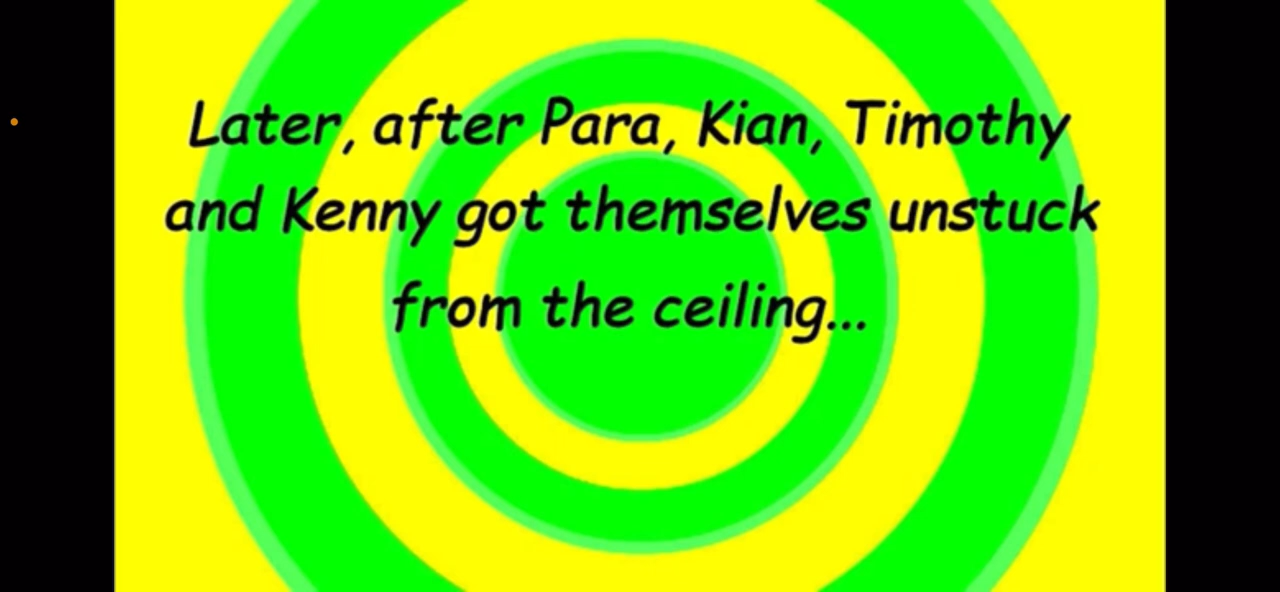 Later, after Para, Kian, Timothy
and Kenny got themselves unstuck
from the ceiling...